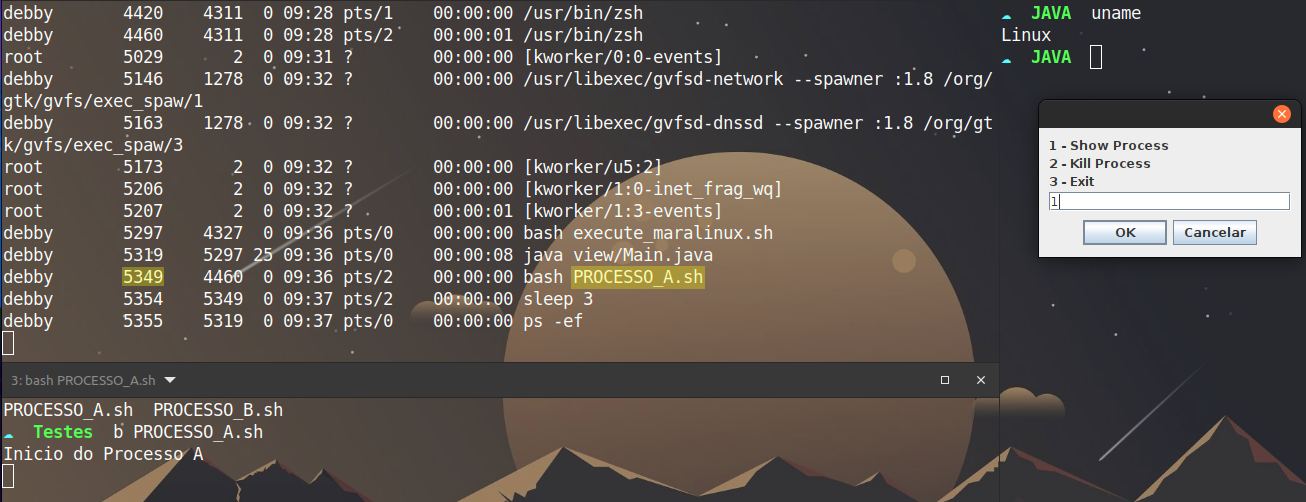 debby 4420 4311 0 09:28 pts/1 00:00:00 /usr/bin/zsh
debby 4460 4311 0 09:28 pts/2 00:00:01 /usr/bin/zsh
root 5029 2 0 09:31 ? 00:00:00 [kworker/0:0-events]
debby 5146 1278 0 09:32 ? 00:00:00 /usr/libexec/gvfsd-network --spawner :1.8 /org/
gtk/gvfs/exec_spaw/1
debby 5163 1278 0 09:32 ? 00:00:00 /usr/libexec/gvfsd-dnssd --spawner :1.8 /org/gt
k/gvfs/exec_spaw/3
root 5173 2 0 09:32 ? 00:00:00 [kworker/u5:2]
root 5206 2 0 09:32 ? 00:00:00 [kworker/1:0-inet_frag_wq]
root 5207 2 0 09:32 ? 00:00:01 [kworker/1:3-events]
debby 5297 4327 0 09:36 pts/0 00:00:00 bash execute_maralinux.sh
debby 5319 5297 25 09:36 pts/0 00:00:08 java view/Main.java
debby 5349 4460 0 09:36 pts/2 00:00:00 bash PROCESSO_A.sh
debby 5354 5349 0 09:37 pts/2 00:00:00 sleep 3
debby 5355 5319 0 09:37 pts/0 00:00:00 ps -ef
3: bash PROCESSO_A.sh
PROCESSO_A.sh PROCESSO_B.sh
Testes b PROCESSO_A.sh
Inicio do Processo A
JAVA uname
Linux
JAVA
1 - Show Process
2 - Kill Process
3 - Exit
1
OK Cancelar